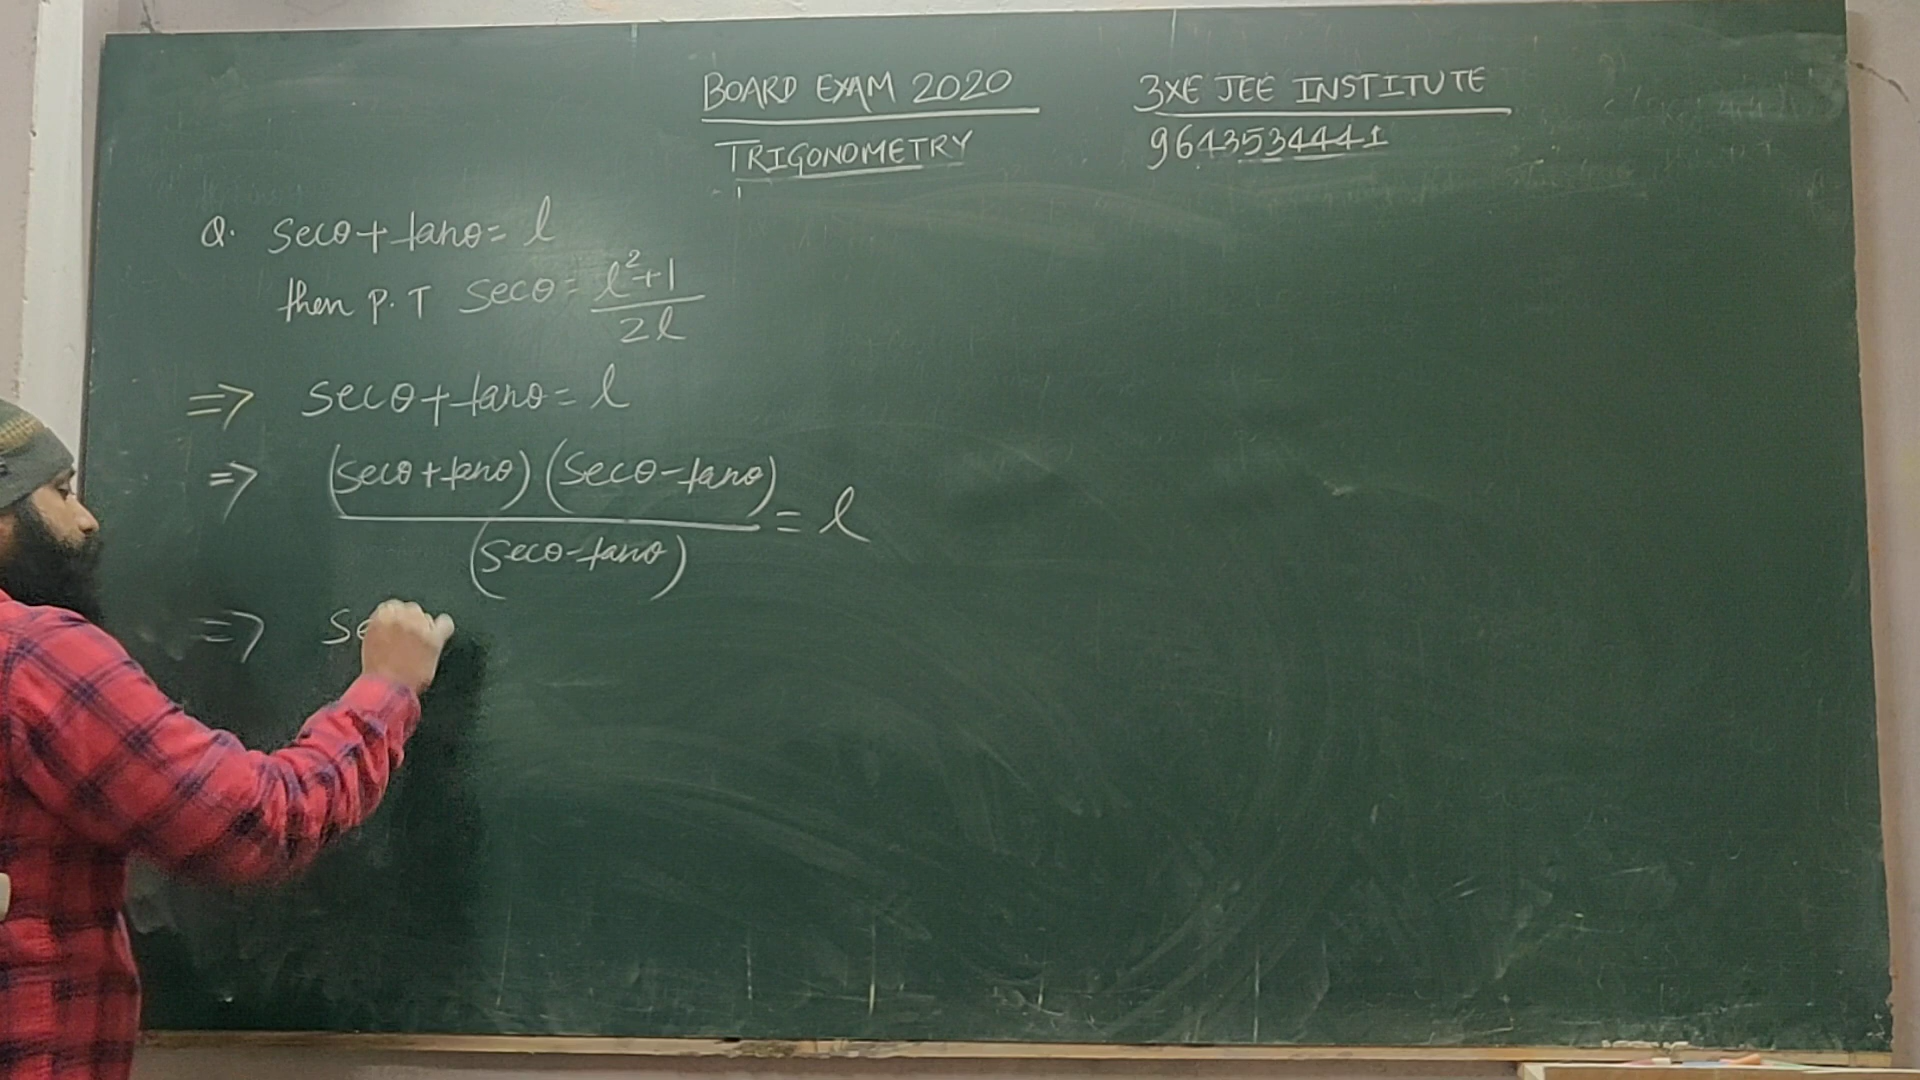 BOARD EXAM 2020
TRIGONOMETRY
3XE JEE INSTITUTE
9643534441
Q. secθ+tanθ= l
then P.T secθ= l²+1 / 2l
=> secθ+tanθ= l
=> (secθ+tanθ) (secθ-tanθ) / (secθ-tanθ) = l
=> se